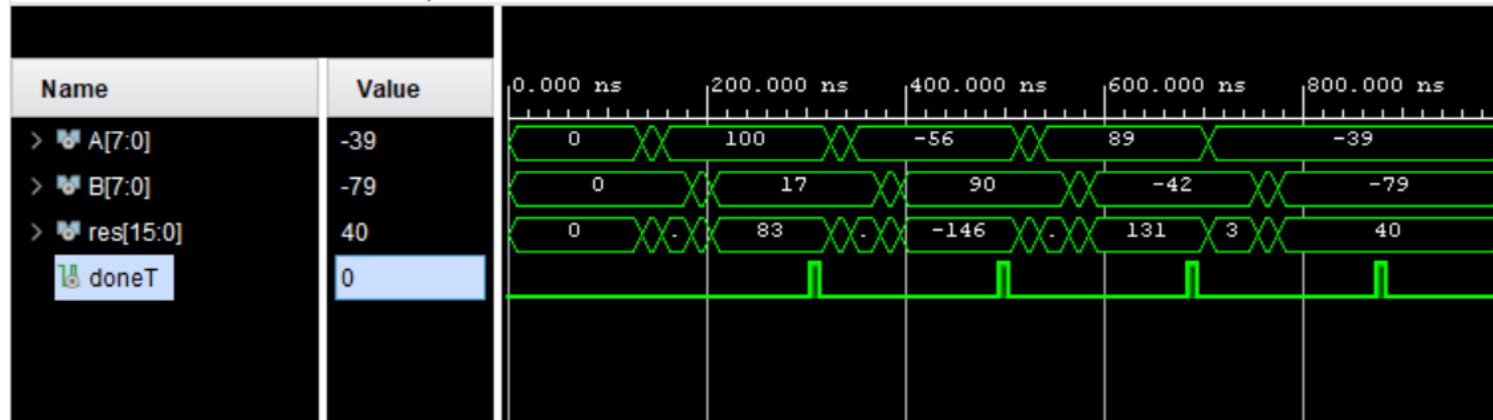 Name Value 0.000 ns 200.000 ns 400.000 ns 600.000 ns 800.000 ns
A[7:0] -39 0 100 -56 89 -39
B[7:0] -79 0 17 90 -42 -79
res[15:0] 40 0 . 83 . -146 . 131 3 40
doneT 0